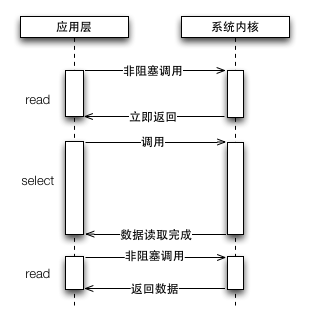 应用层 系统内核
非阻塞调用
read
立即返回
调用
select
数据读取完成
非阻塞调用
read
返回数据